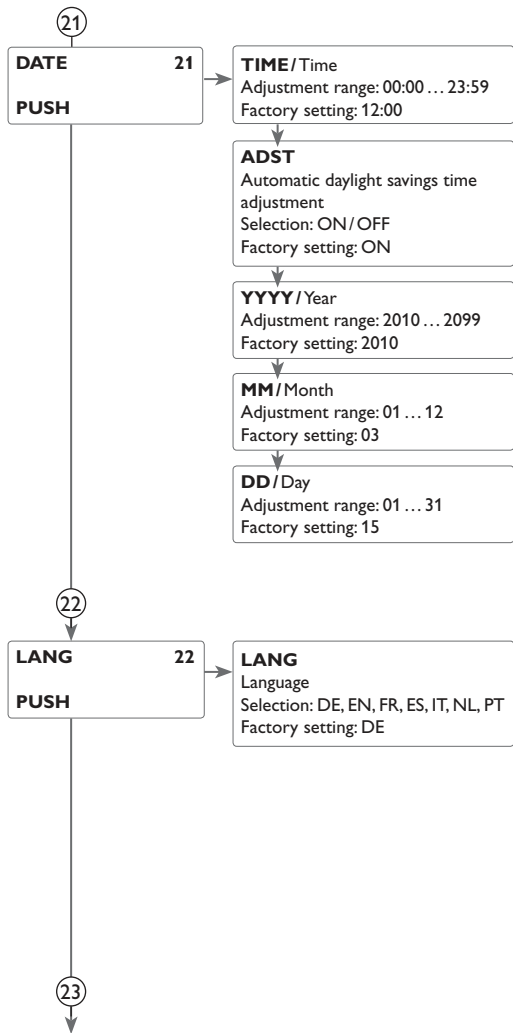 21
DATE 21
PUSH
TIME/Time
Adjustment range: 00:00 … 23:59
Factory setting: 12:00
ADST
Automatic daylight savings time
adjustment
Selection: ON/OFF
Factory setting: ON
YYYY/Year
Adjustment range: 2010 … 2099
Factory setting: 2010
MM/Month
Adjustment range: 01 … 12
Factory setting: 03
DD/Day
Adjustment range: 01 … 31
Factory setting: 15
22
LANG 22
PUSH
LANG
Language
Selection: DE, EN, FR, ES, IT, NL, PT
Factory setting: DE
23